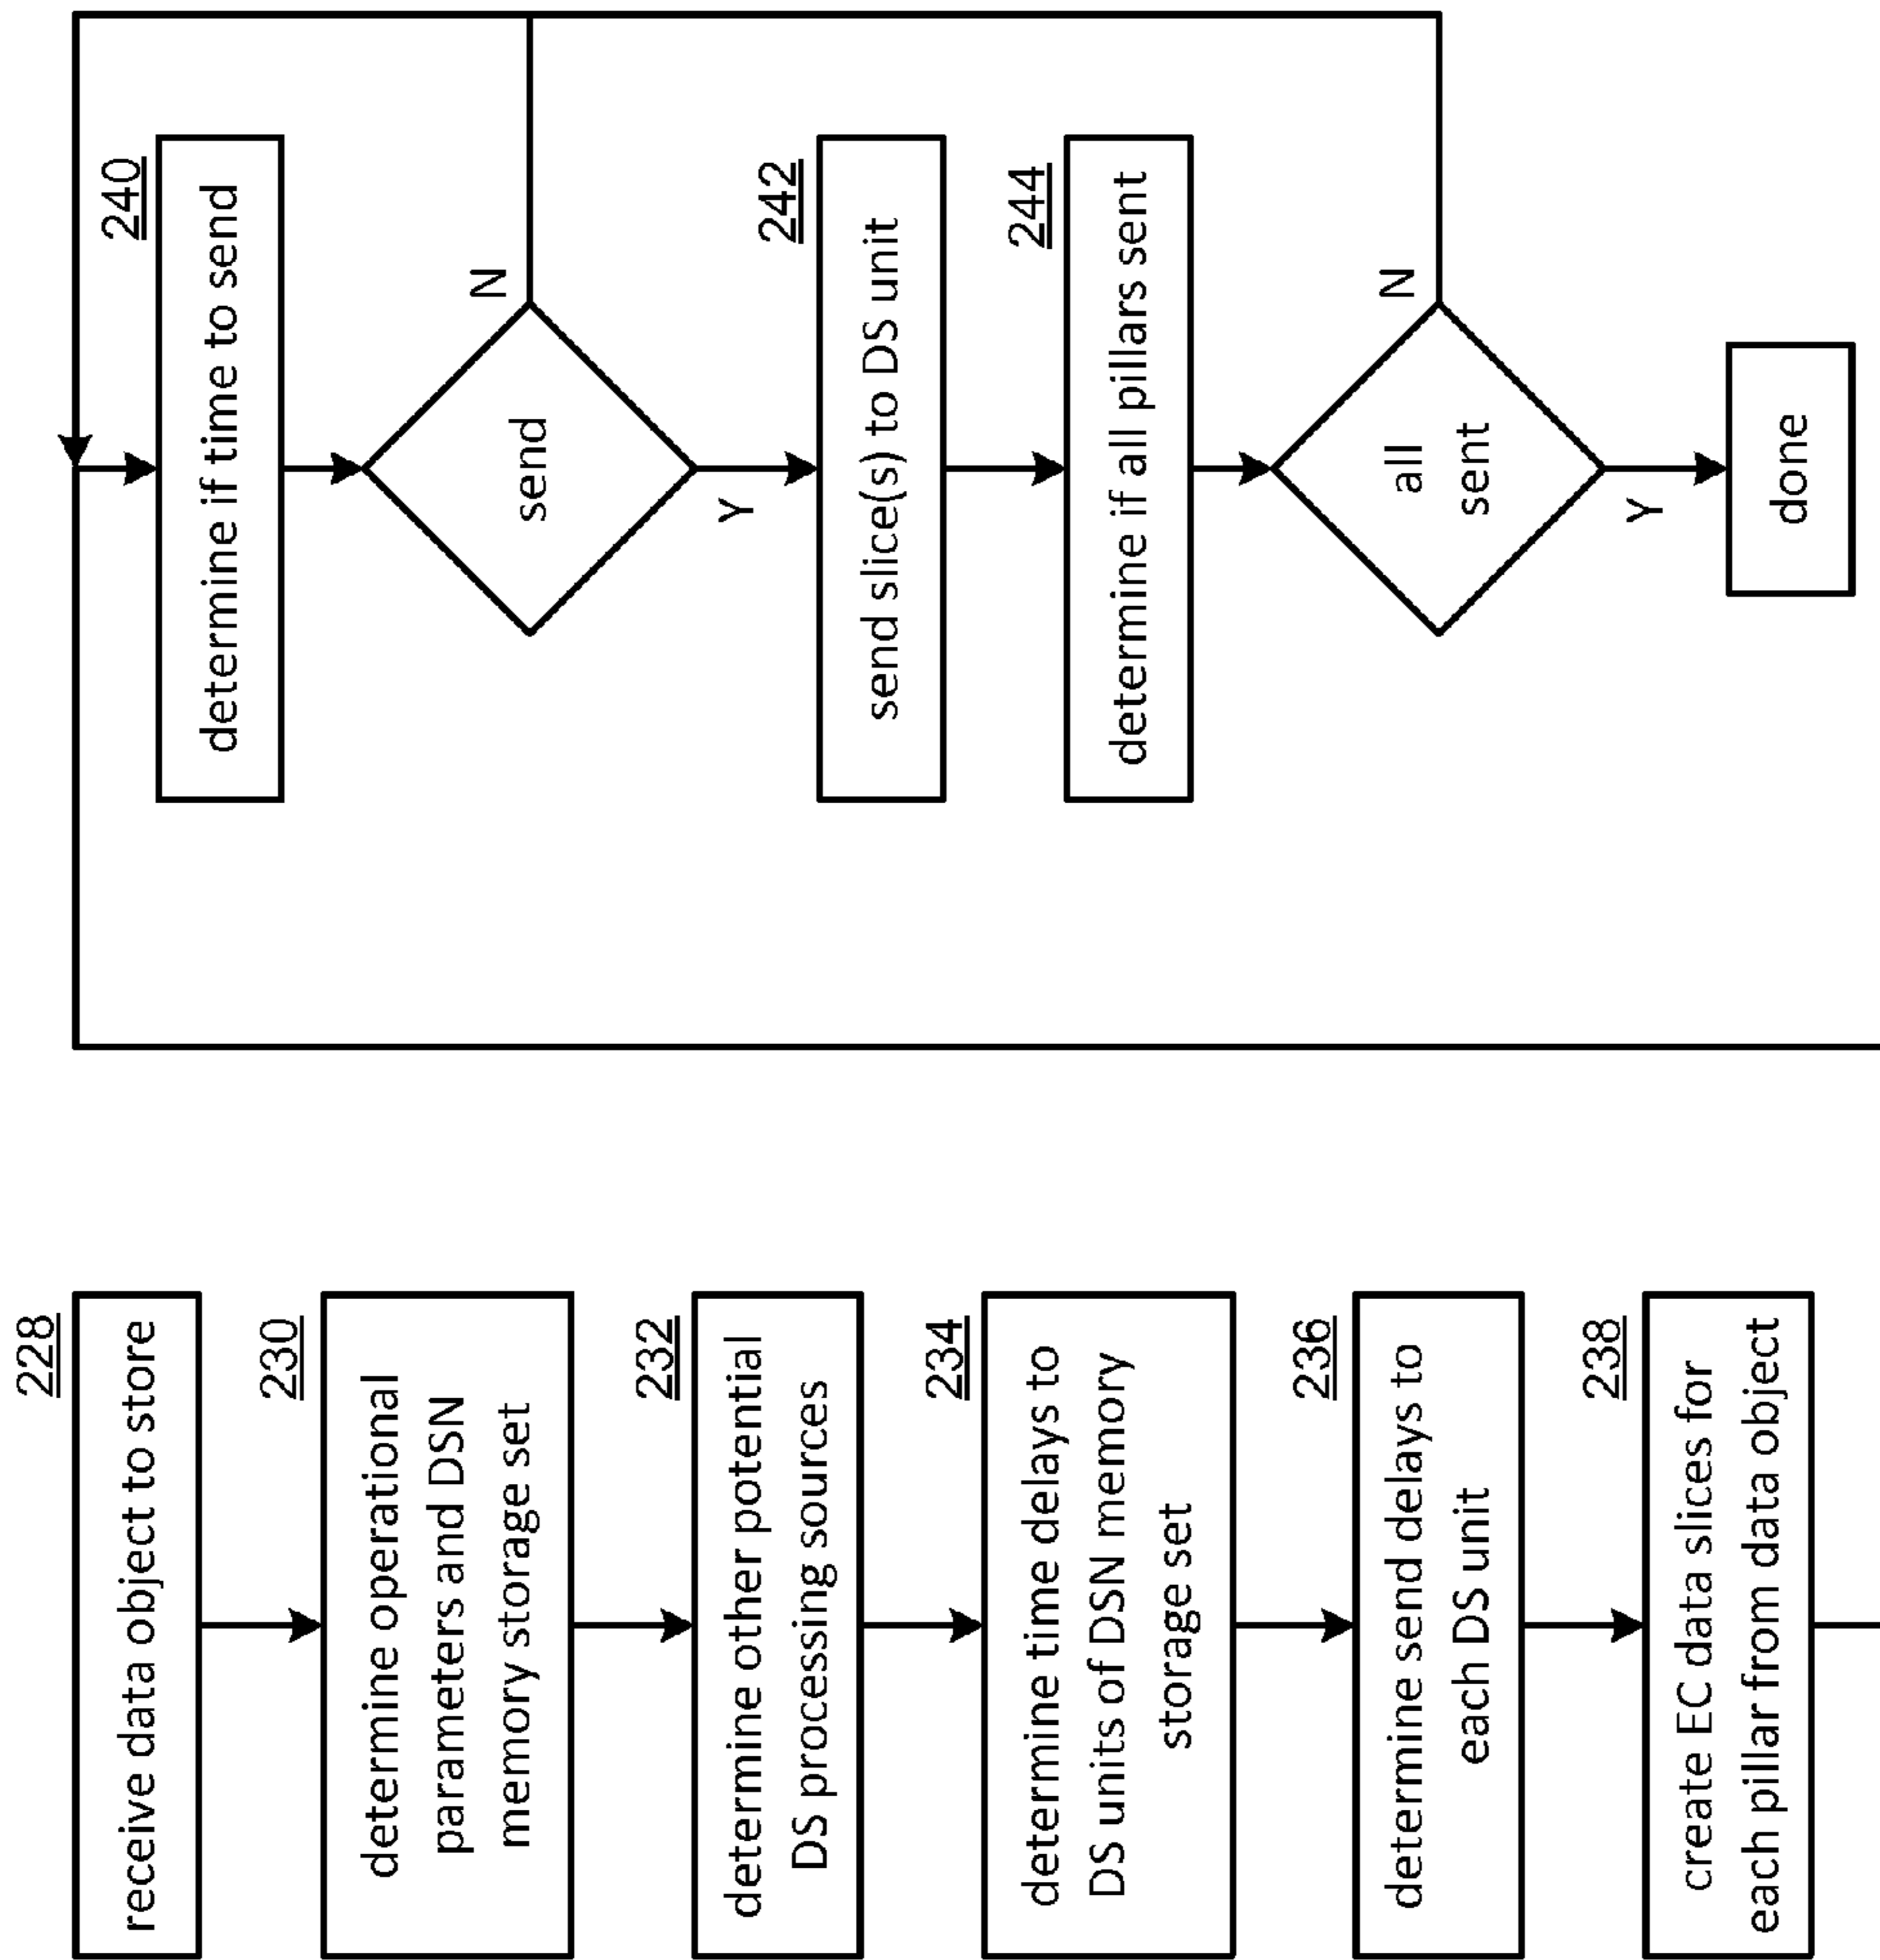 228
receive data object to store
230
determine operational
parameters and DSN
memory storage set
232
determine other potential
DS processing sources
234
determine time delays to
DS units of DSN memory
storage set
236
determine send delays to
each DS unit
238
create EC data slices for
each pillar from data object
240
determine if time to send
send
N
Y
242
send slice(s) to DS unit
244
determine if all pillars sent
all
sent
N
Y
done